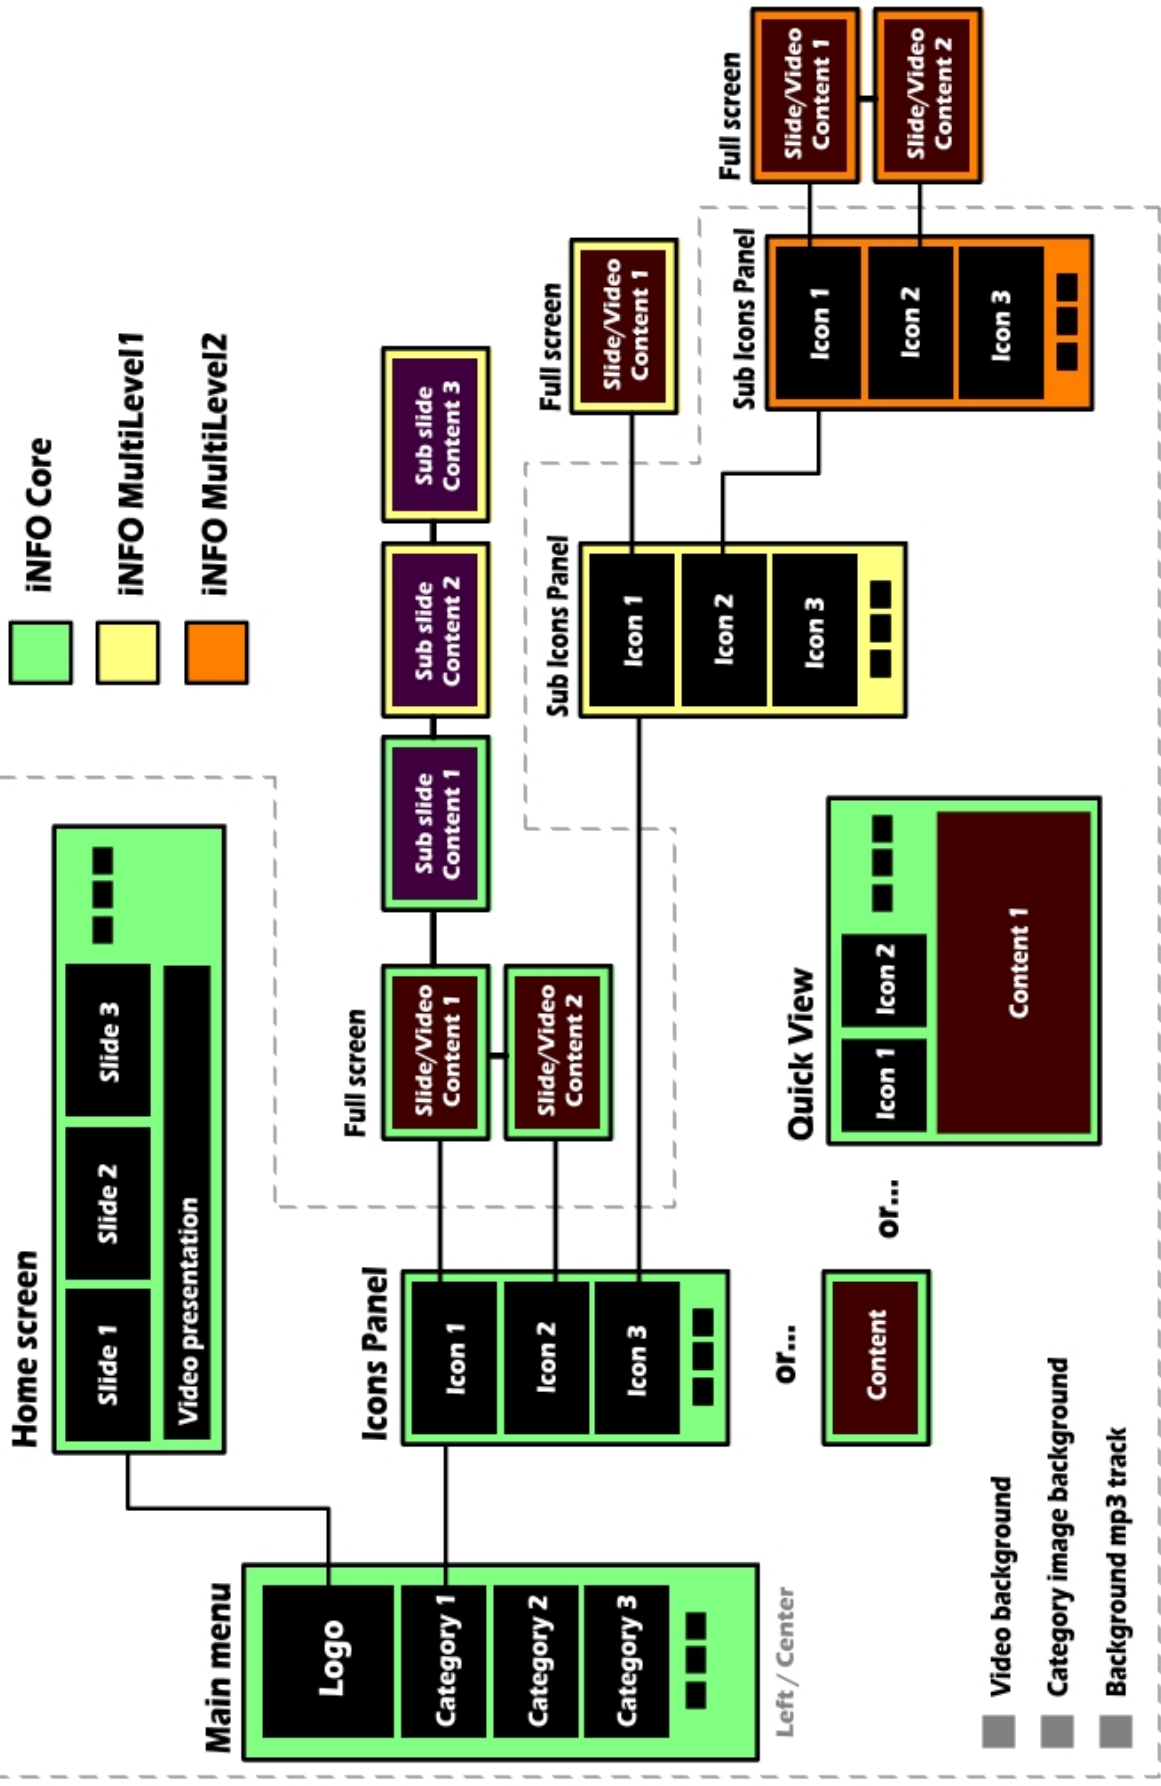 Home screen
Slide 1
Slide 2
Slide 3
Video presentation
iNFO Core
iNFO MultiLevel1
iNFO MultiLevel2
Main menu
Logo
Category 1
Category 2
Category 3
Left / Center
Icons Panel
Icon 1
Icon 2
Icon 3
Full screen
Slide/Video
Content 1
Slide/Video
Content 2
Sub slide
Content 1
Sub slide
Content 2
Sub slide
Content 3
Sub Icons Panel
Icon 1
Icon 2
Icon 3
Full screen
Slide/Video
Content 1
Sub Icons Panel
Icon 1
Icon 2
Icon 3
Full screen
Slide/Video
Content 1
Slide/Video
Content 2
or...
Content
or...
Quick View
Icon 1
Icon 2
Content 1
Video background
Category image background
Background mp3 track